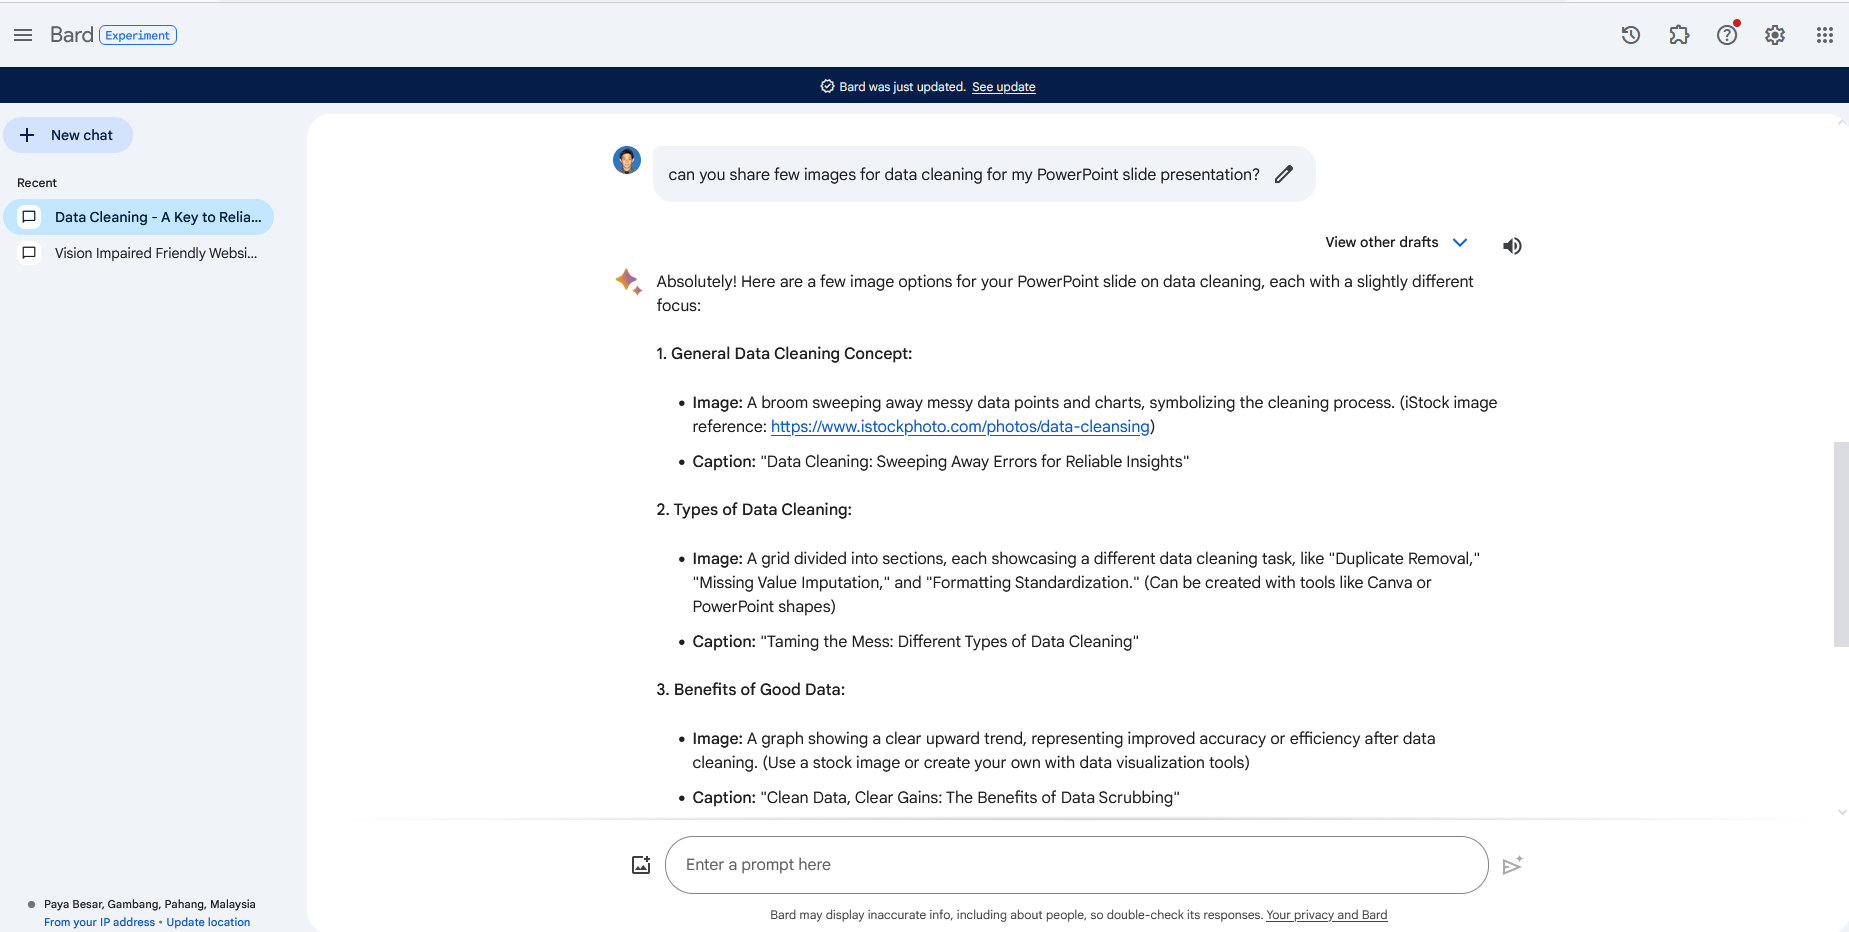 Bard Experiment
Bard was just updated. See update
New chat
Recent
Data Cleaning - A Key to Relia...
Vision Impaired Friendly Websi...
can you share few images for data cleaning for my PowerPoint slide presentation?
View other drafts
Absolutely! Here are a few image options for your PowerPoint slide on data cleaning, each with a slightly different
focus:
1. General Data Cleaning Concept:
• Image: A broom sweeping away messy data points and charts, symbolizing the cleaning process. (iStock image
reference: https://www.istockphoto.com/photos/data-cleansing)
• Caption: "Data Cleaning: Sweeping Away Errors for Reliable Insights"
2. Types of Data Cleaning:
• Image: A grid divided into sections, each showcasing a different data cleaning task, like "Duplicate Removal,"
"Missing Value Imputation," and "Formatting Standardization." (Can be created with tools like Canva or
PowerPoint shapes)
• Caption: "Taming the Mess: Different Types of Data Cleaning"
3. Benefits of Good Data:
• Image: A graph showing a clear upward trend, representing improved accuracy or efficiency after data
cleaning. (Use a stock image or create your own with data visualization tools)
• Caption: "Clean Data, Clear Gains: The Benefits of Data Scrubbing"
Enter a prompt here
Bard may display inaccurate info, including about people, so double-check its responses. Your privacy and Bard
Paya Besar, Gambang, Pahang, Malaysia
From your IP address • Update location